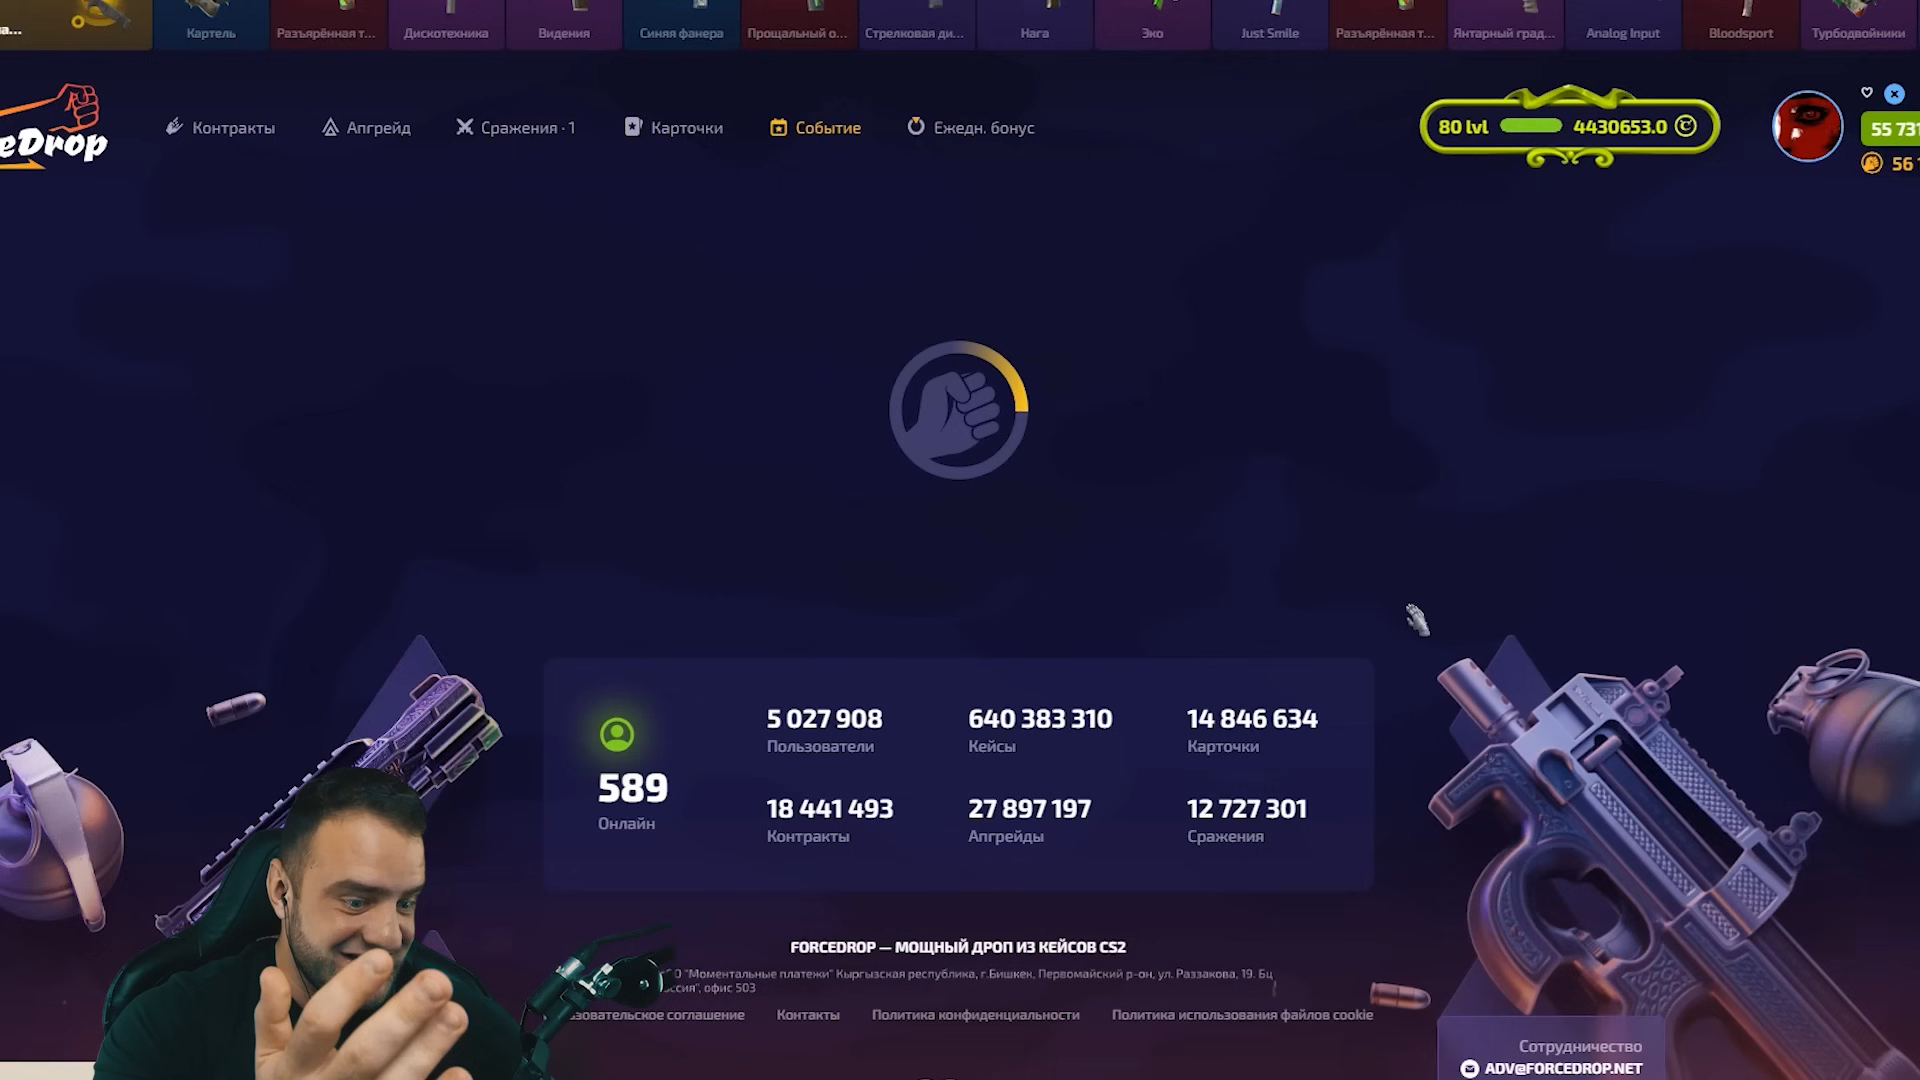 а...
Картель
Разъярённая т...
Дискотехника
Видения
Синяя фанера
Прощальный о...
Стрелковая ди...
Нага
Эко
Just Smile
Разъярённая т...
Янтарный град...
Analog Input
Bloodsport
Турбодвойники
eDrop
Контракты
Апгрейд
Сражения · 1
Карточки
Событие
Ежедн. бонус
80 lvl
4430653.0
55 731
56
589
Онлайн
5 027 908
Пользователи
640 383 310
Кейсы
14 846 634
Карточки
18 441 493
Контракты
27 897 197
Апгрейды
12 727 301
Сражения
FORCEDROP — МОЩНЫЙ ДРОП ИЗ КЕЙСОВ CS2
О "Моментальные платежи" Кыргызская республика, г.Бишкек, Первомайский р-он, ул. Раззакова, 19. Бц
ссия", офис 503
зовательское соглашение
Контакты
Политика конфиденциальности
Политика использования файлов cookie
Сотрудничество
ADV@FORCEDROP.NET